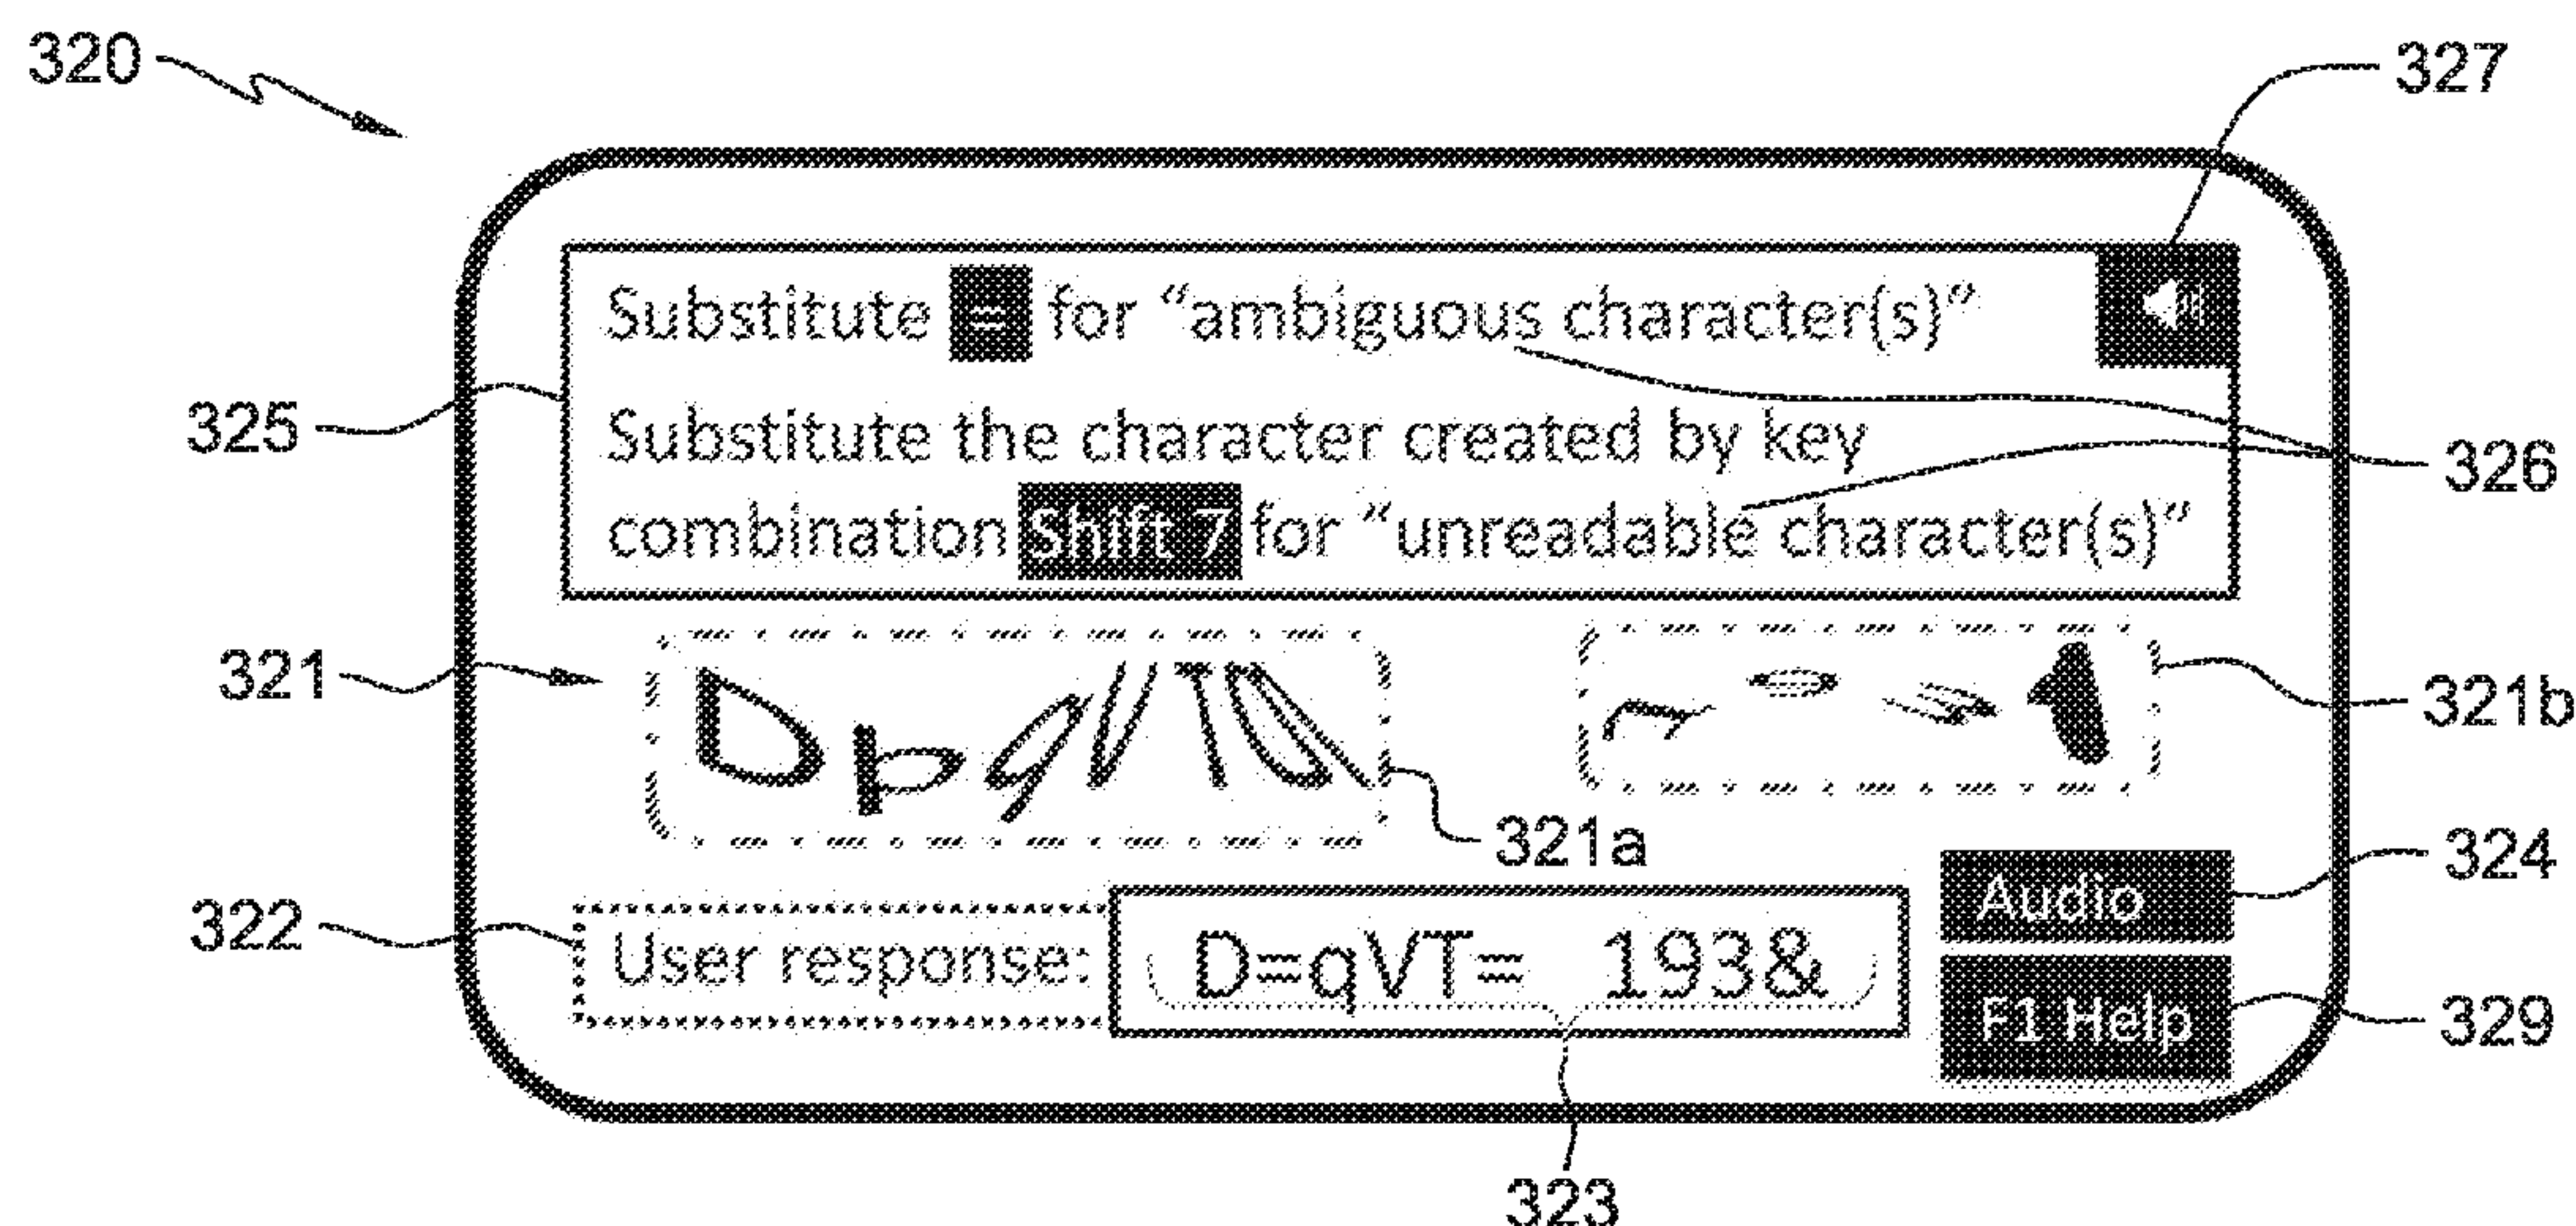 320
327
Substitute = for “ambiguous character(s)”
325
Substitute the character created by key
326
combination Shift 7 for “unreadable character(s)”
321
321b
321a
324
Audio
322
User response: D=qVT= 193&
F1 Help
329
323